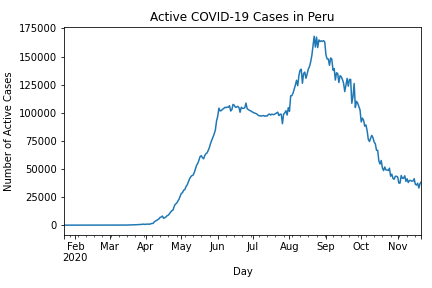 Active COVID-19 Cases in Peru
175000
150000
125000
100000
75000
50000
25000
0
Number of Active Cases
Feb Mar Apr May Jun Jul Aug Sep Oct Nov
2020
Day